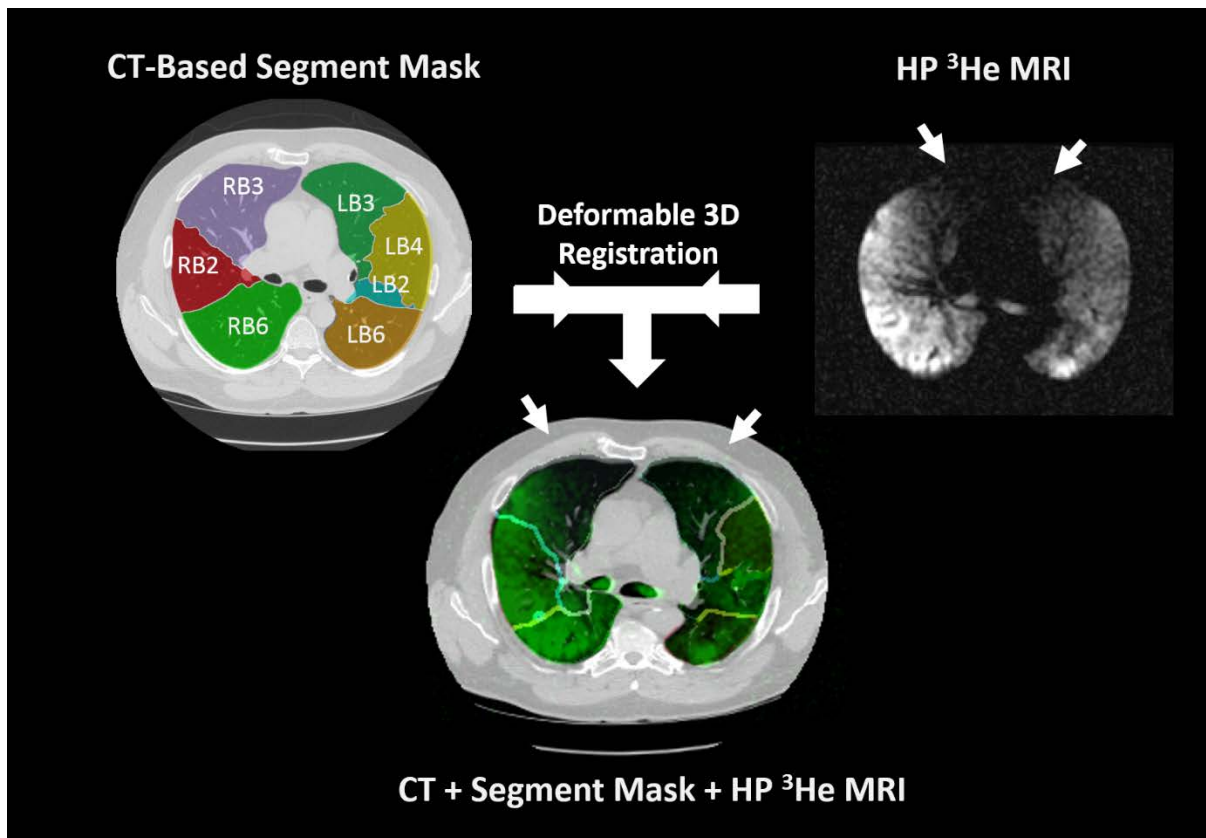 CT-Based Segment Mask
HP ³He MRI
RB3
LB3
LB4
RB2
LB2
RB6
LB6
Deformable 3D
Registration
CT + Segment Mask + HP ³He MRI